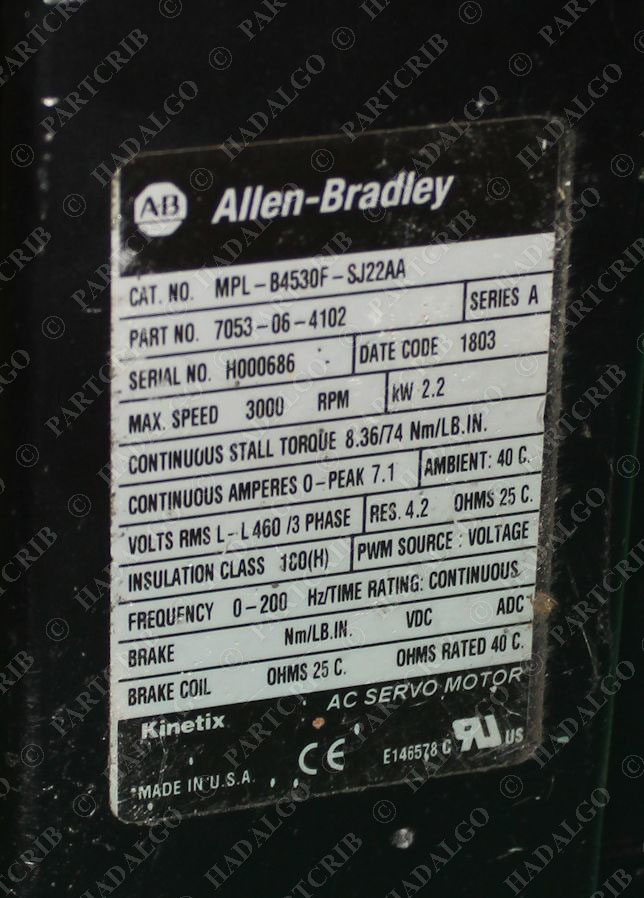 AB Allen-Bradley
CAT. NO. MPL-B4530F-SJ22AA
PART NO. 7053-06-4102 SERIES A
SERIAL NO. H000686 DATE CODE 1803
MAX. SPEED 3000 RPM kW 2.2
CONTINUOUS STALL TORQUE 8.36/74 Nm/LB.IN.
CONTINUOUS AMPERES 0-PEAK 7.1 AMBIENT: 40 C.
VOLTS RMS L-L 460 /3 PHASE RES. 4.2 OHMS 25 C.
INSULATION CLASS 180(H) PWM SOURCE : VOLTAGE
FREQUENCY 0-200 Hz/TIME RATING: CONTINUOUS
BRAKE Nm/LB.IN. VDC ADC
BRAKE COIL OHMS 25 C. OHMS RATED 40 C.
Kinetix AC SERVO MOTOR
MADE IN U.S.A. CE E146578 C RU US
© PARTCRIB
HADALGO